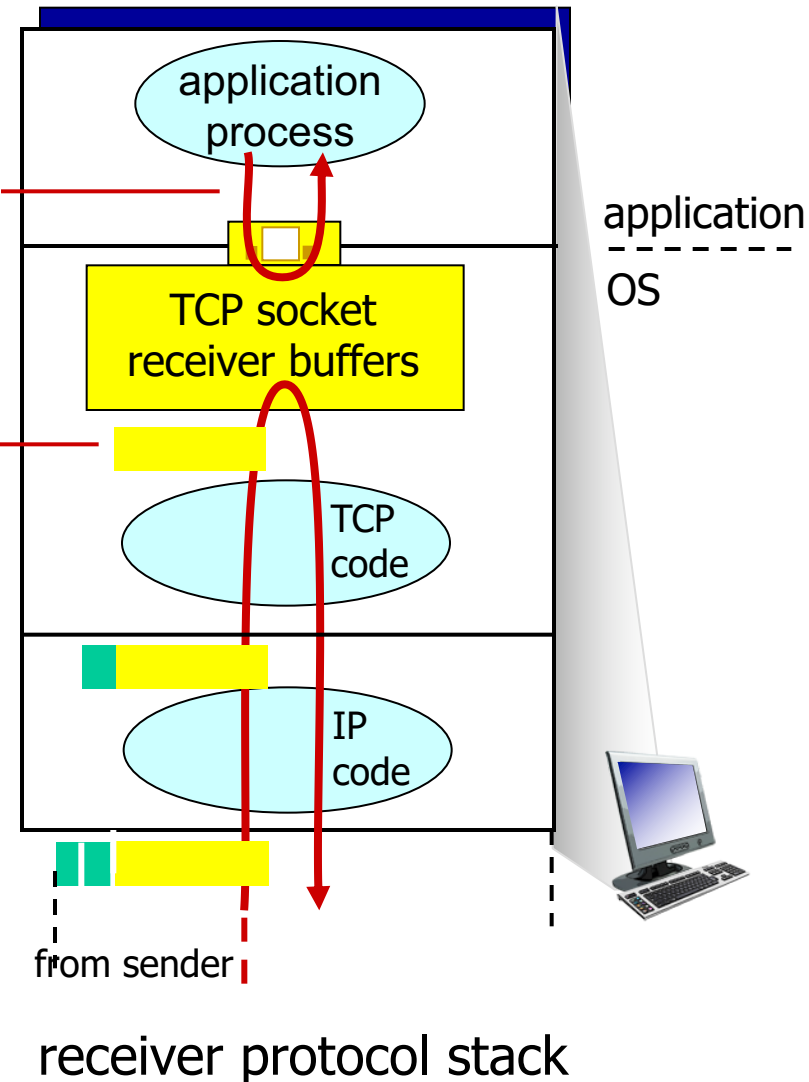 application
process
application
OS
TCP socket
receiver buffers
TCP
code
IP
code
from sender
receiver protocol stack